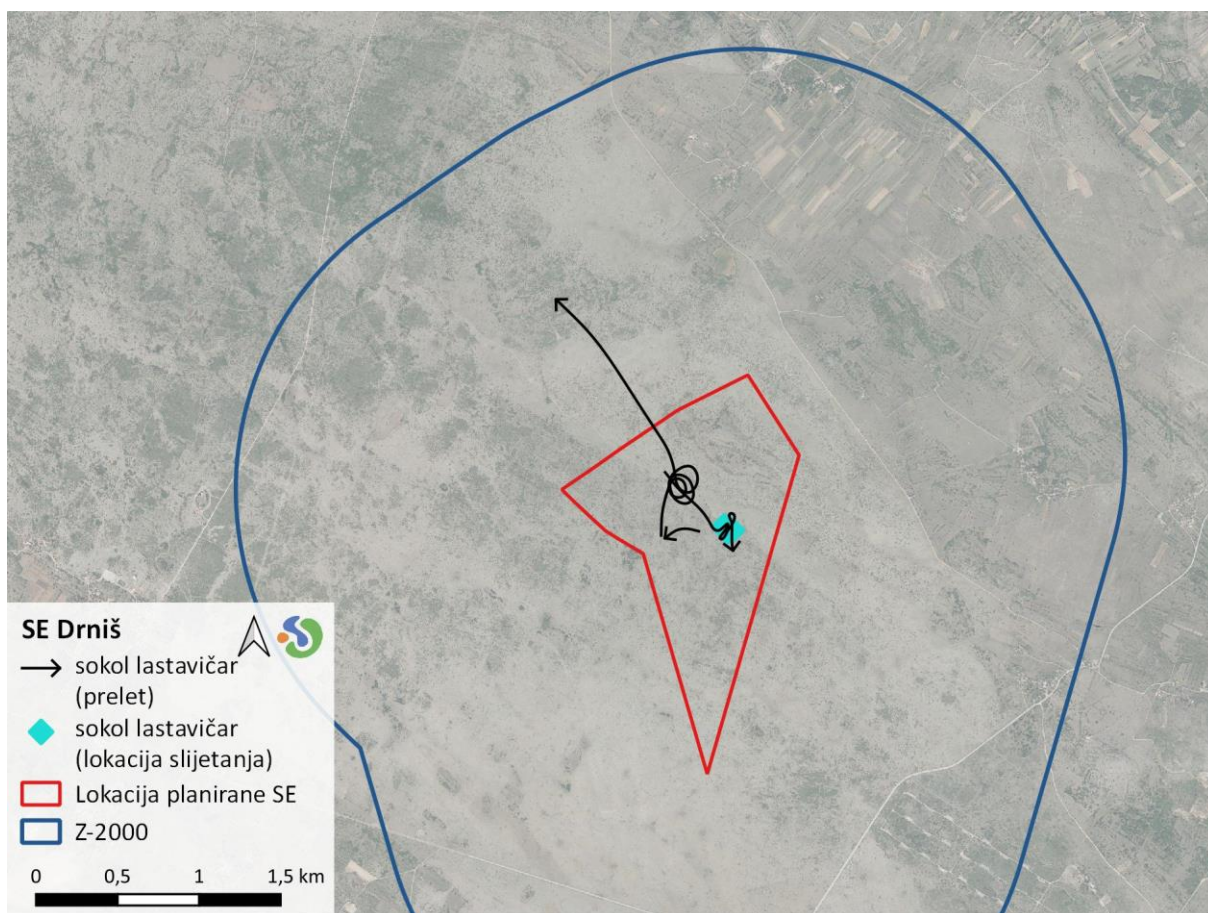 SE Drniš
sokol lastavičar
(prelet)
sokol lastavičar
(lokacija slijetanja)
Lokacija planirane SE
Z-2000
0 0,5 1 1,5 km